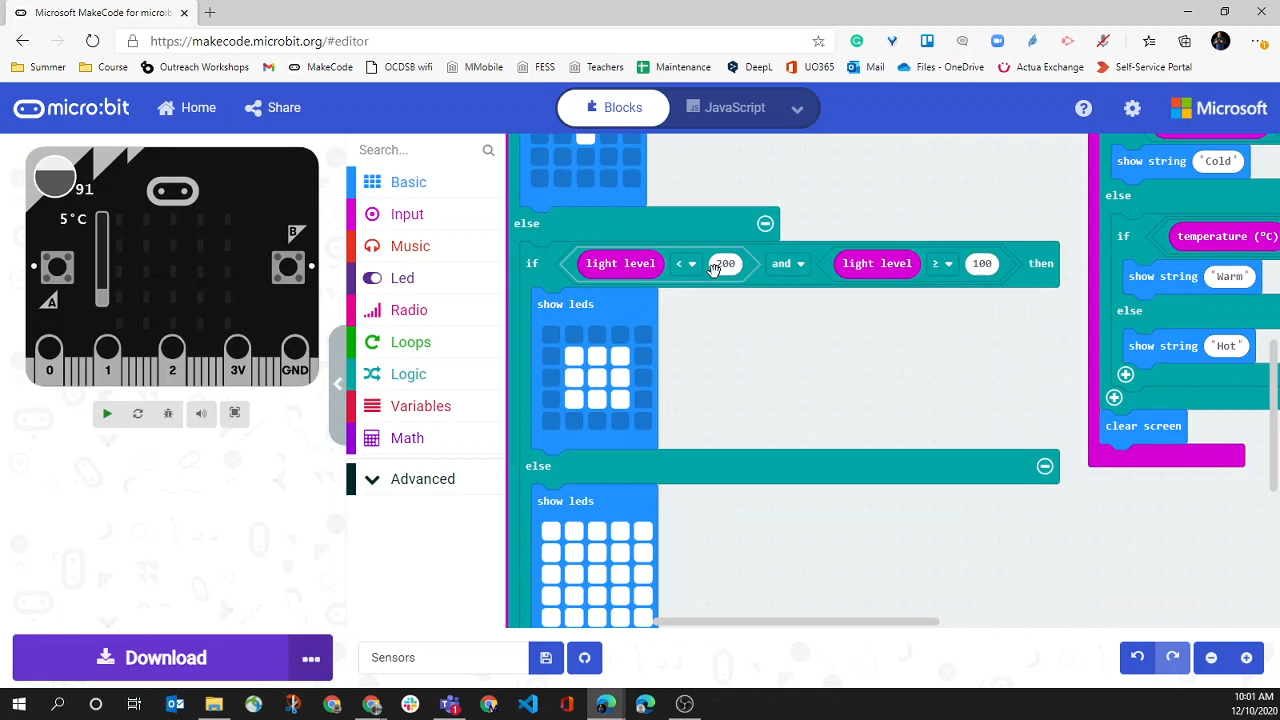 Microsoft MakeCode for micro:bit
https://makecode.microbit.org/#editor
Summer
Course
Outreach Workshops
MakeCode
OCDSB wifi
MMobile
FESS
Teachers
Maintenance
DeepL
UO365
Mail
Files - OneDrive
Actua Exchange
Self-Service Portal
micro:bit
Home
Share
Blocks
JS JavaScript
?
Microsoft
91
5°C
A
B
0 1 2 3V GND
Search...
Basic
Input
Music
Led
Radio
Loops
Logic
Variables
Math
Advanced
else
if light level < 200 and light level ≥ 100 then
show leds
else
show leds
show string "Cold"
else
if temperature (°C)
show string "Warm"
else
show string "Hot"
clear screen
Download
...
Sensors
10:01 AM
12/10/2020